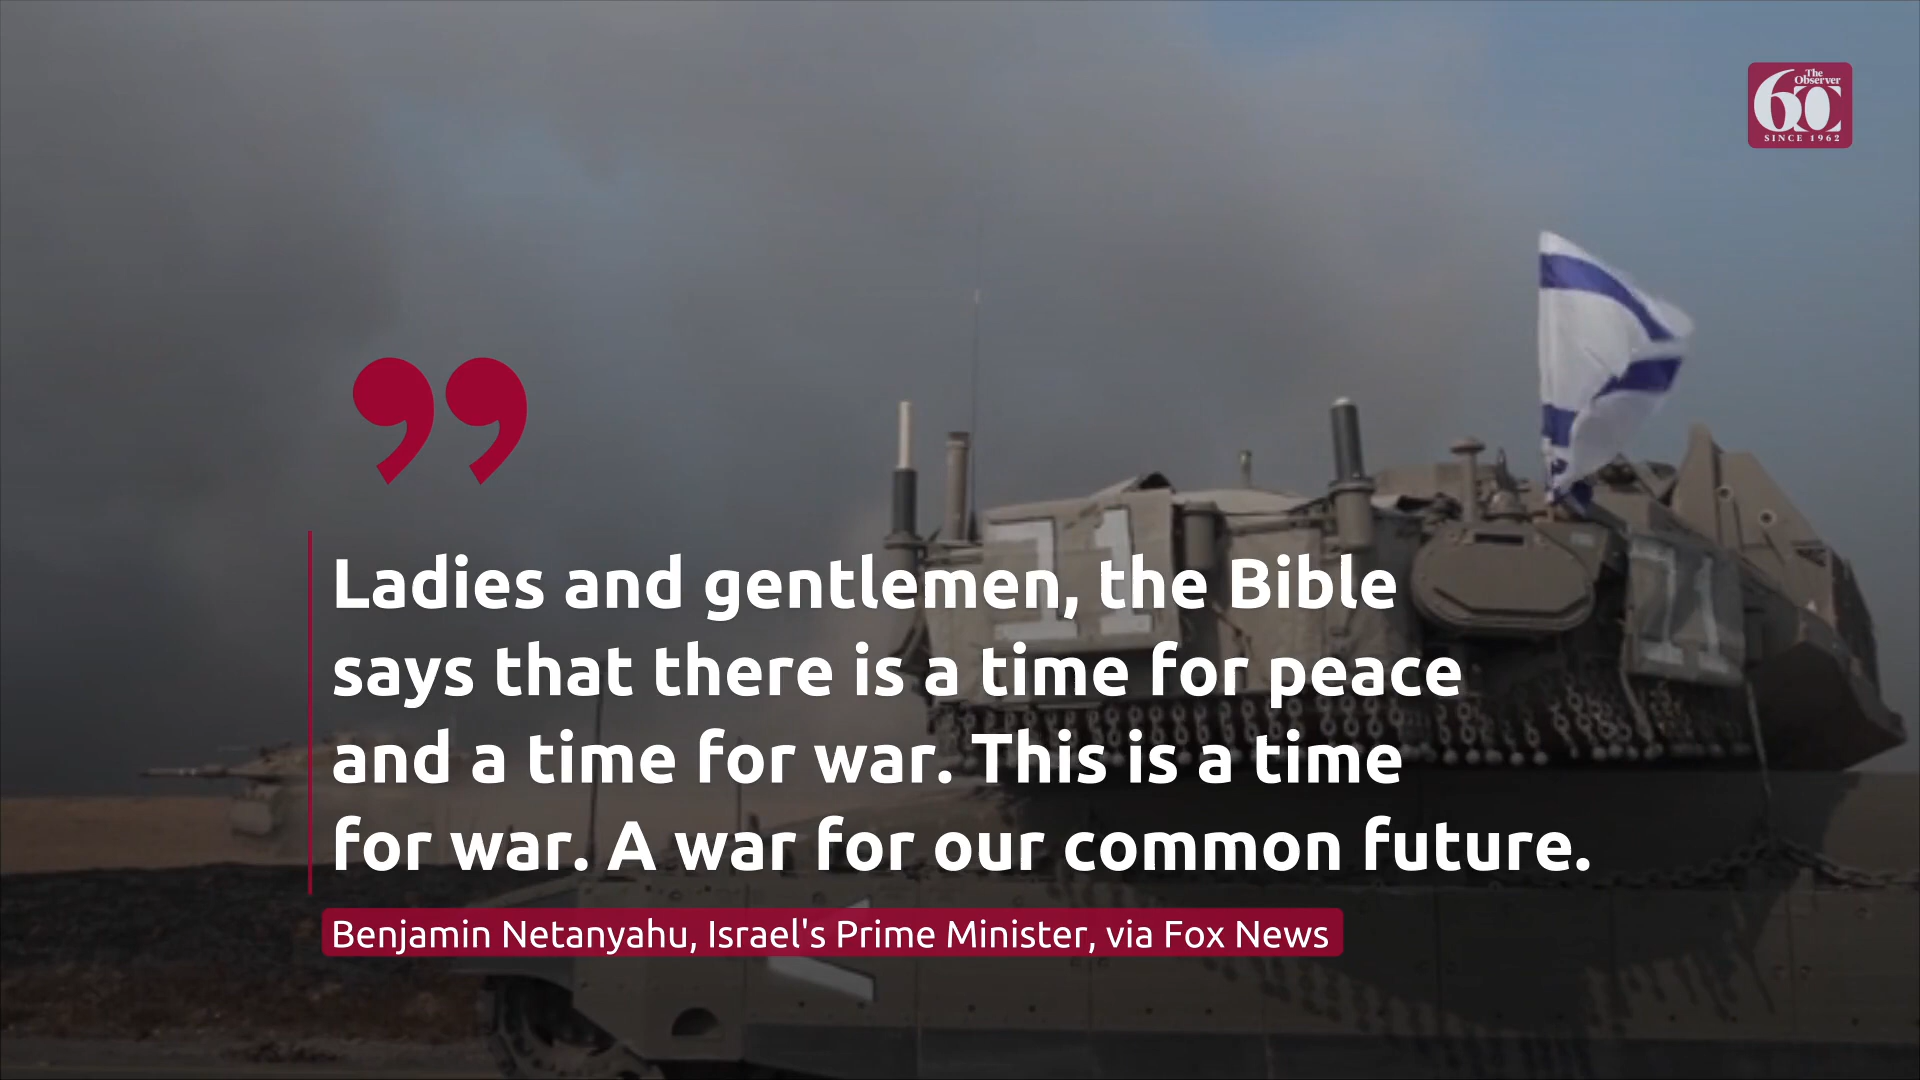 The
Observer
60
SINCE 1962
11
11
Ladies and gentlemen, the Bible
says that there is a time for peace
and a time for war. This is a time
for war. A war for our common future.
Benjamin Netanyahu, Israel's Prime Minister, via Fox News